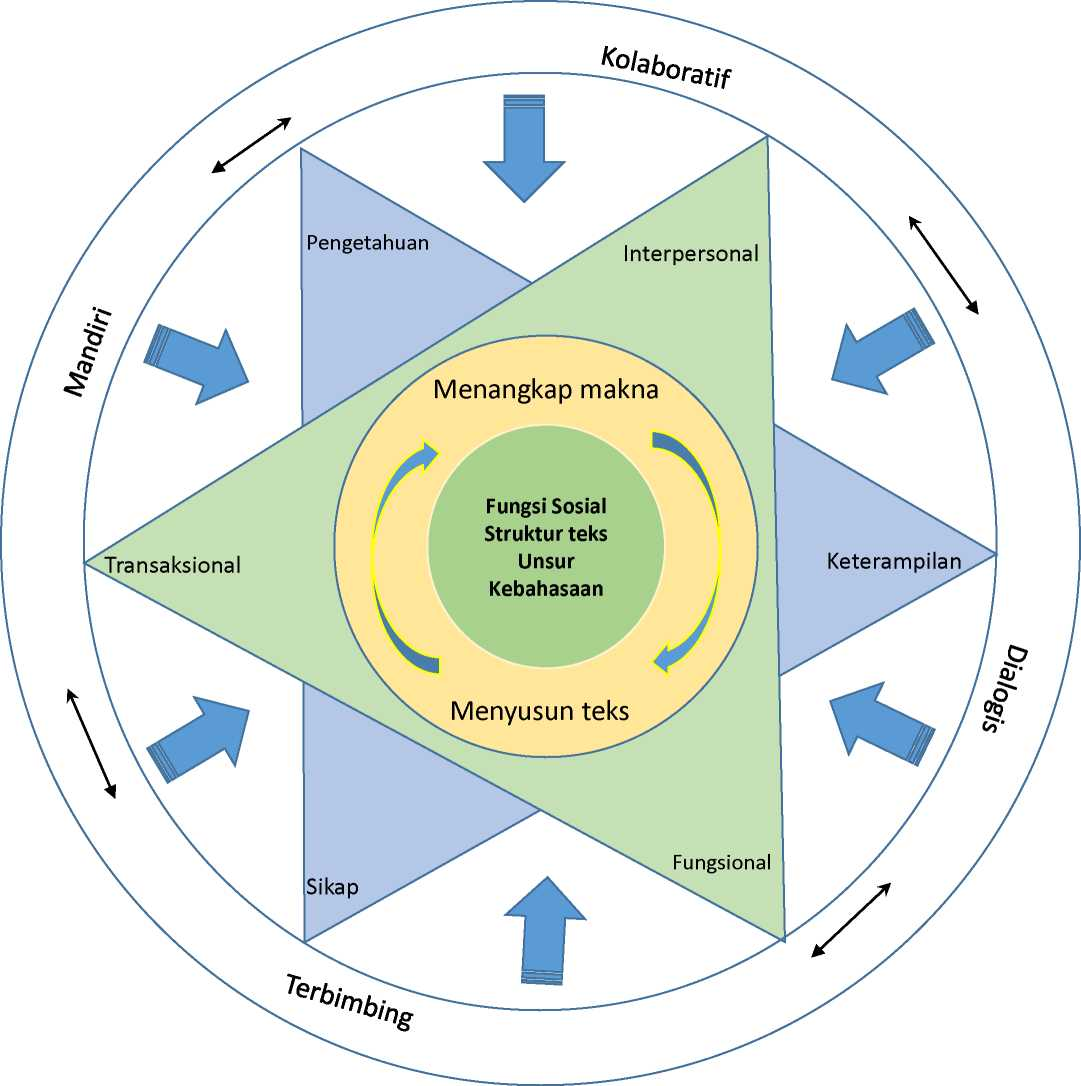 Kolaboratif
Pengetahuan
Interpersonal
Mandiri
Menangkap makna
Fungsi Sosial
Struktur teks
Unsur
Kebahasaan
Transaksional
Keterampilan
Dialogis
Menyusun teks
Fungsional
Sikap
Terbimbing